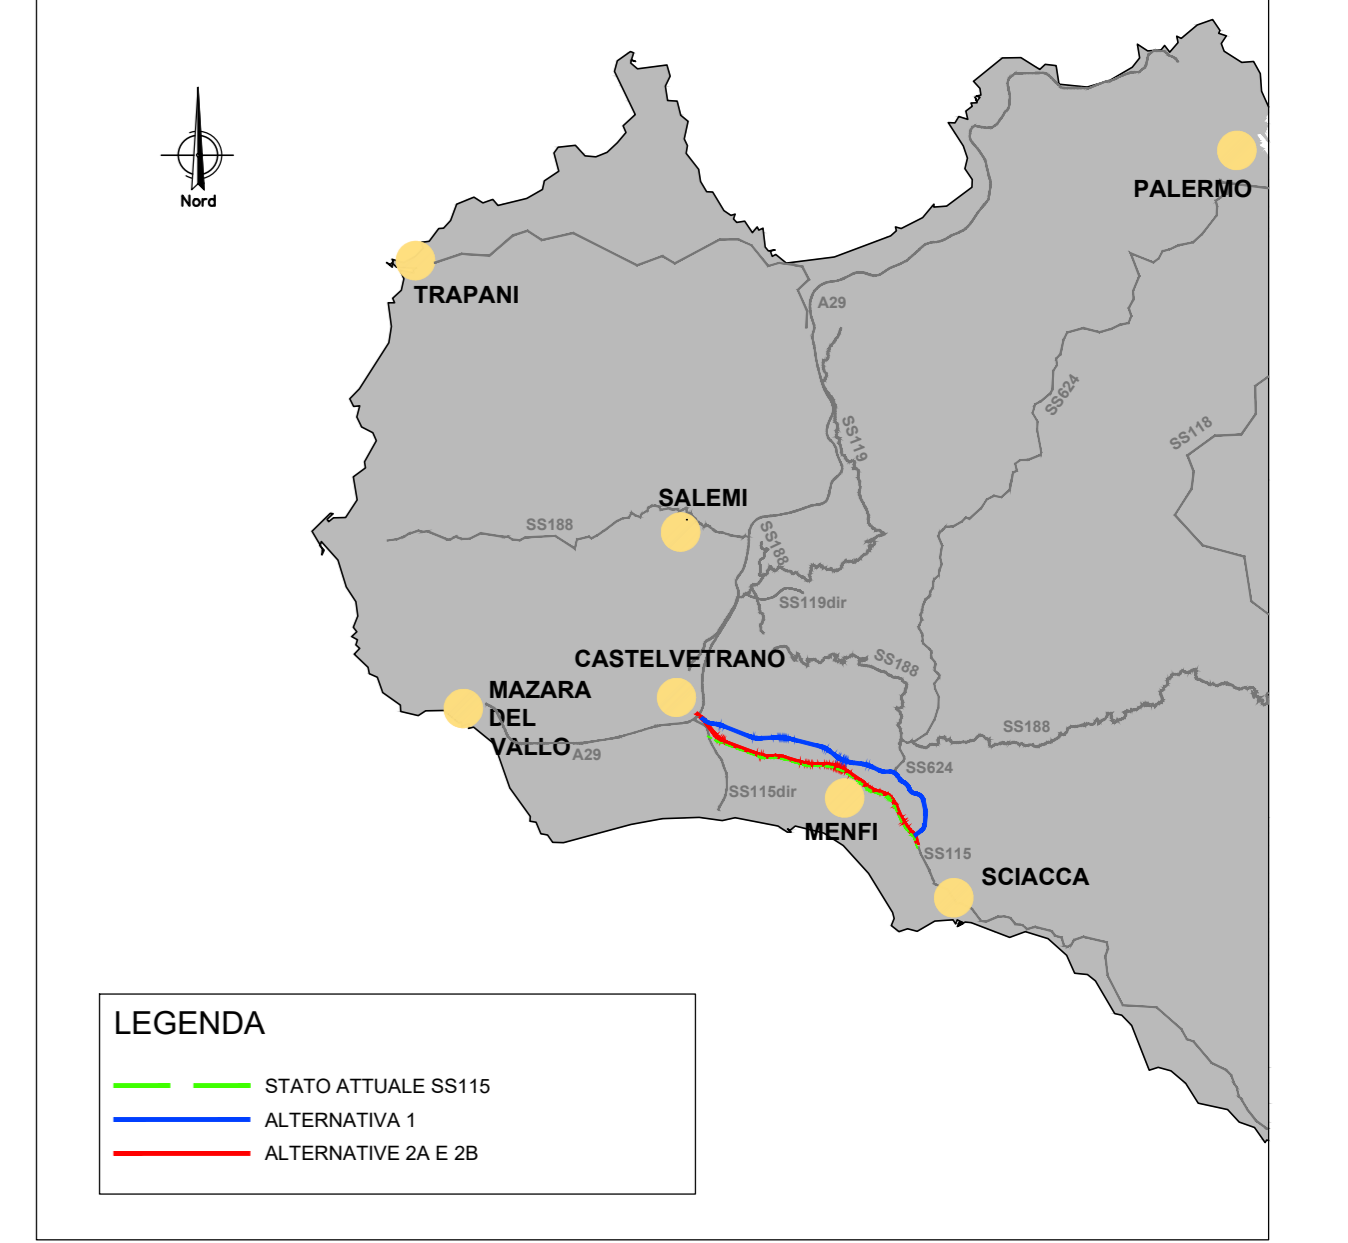 Nord
PALERMO
TRAPANI
A29
SS624
SS119
SS118
SALEMI
SS188
SS188
SS119dir
CASTELVETRANO
SS188
MAZARA
DEL
VALLO
A29
SS188
SS624
SS115dir
MENFI
SS115
SCIACCA
LEGENDA
STATO ATTUALE SS115
ALTERNATIVA 1
ALTERNATIVE 2A E 2B